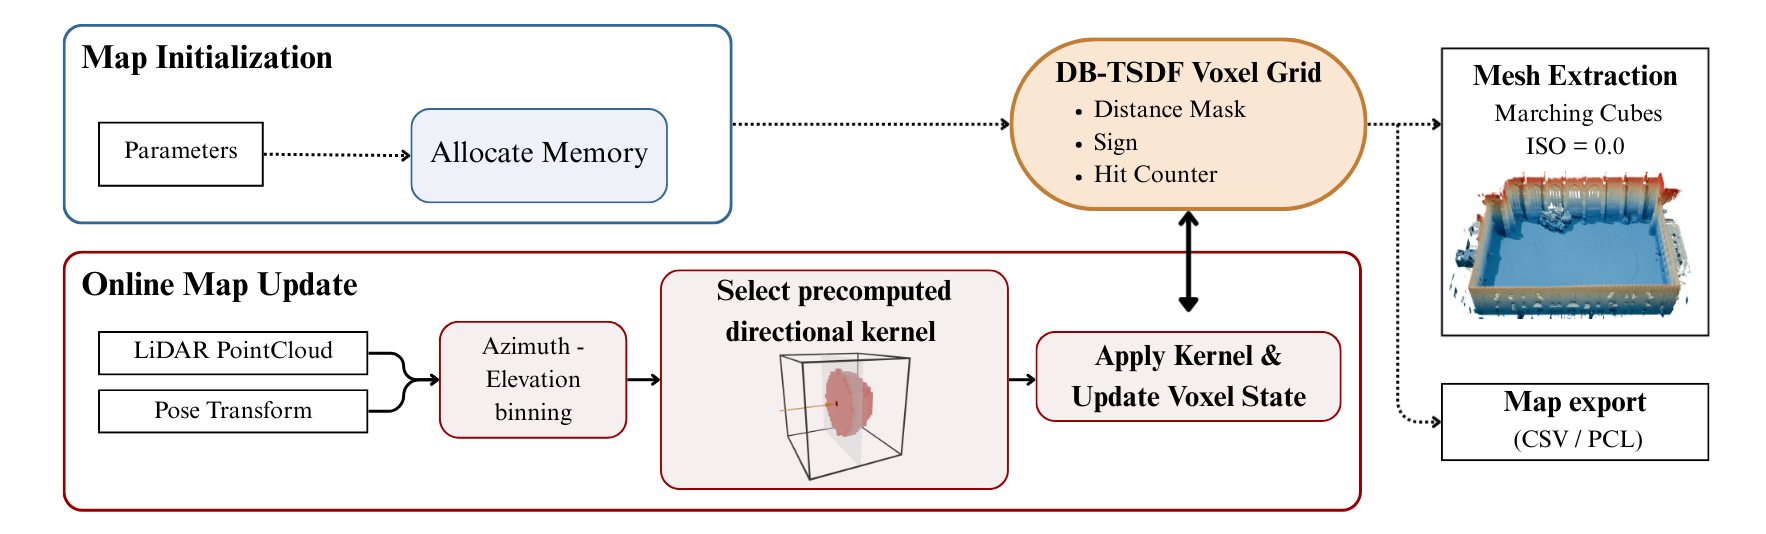 Map Initialization
Parameters
Allocate Memory
DB-TSDF Voxel Grid
• Distance Mask
• Sign
• Hit Counter
Mesh Extraction
Marching Cubes
ISO = 0.0
Online Map Update
LiDAR PointCloud
Pose Transform
Azimuth -
Elevation
binning
Select precomputed
directional kernel
Apply Kernel &
Update Voxel State
Map export
(CSV / PCL)